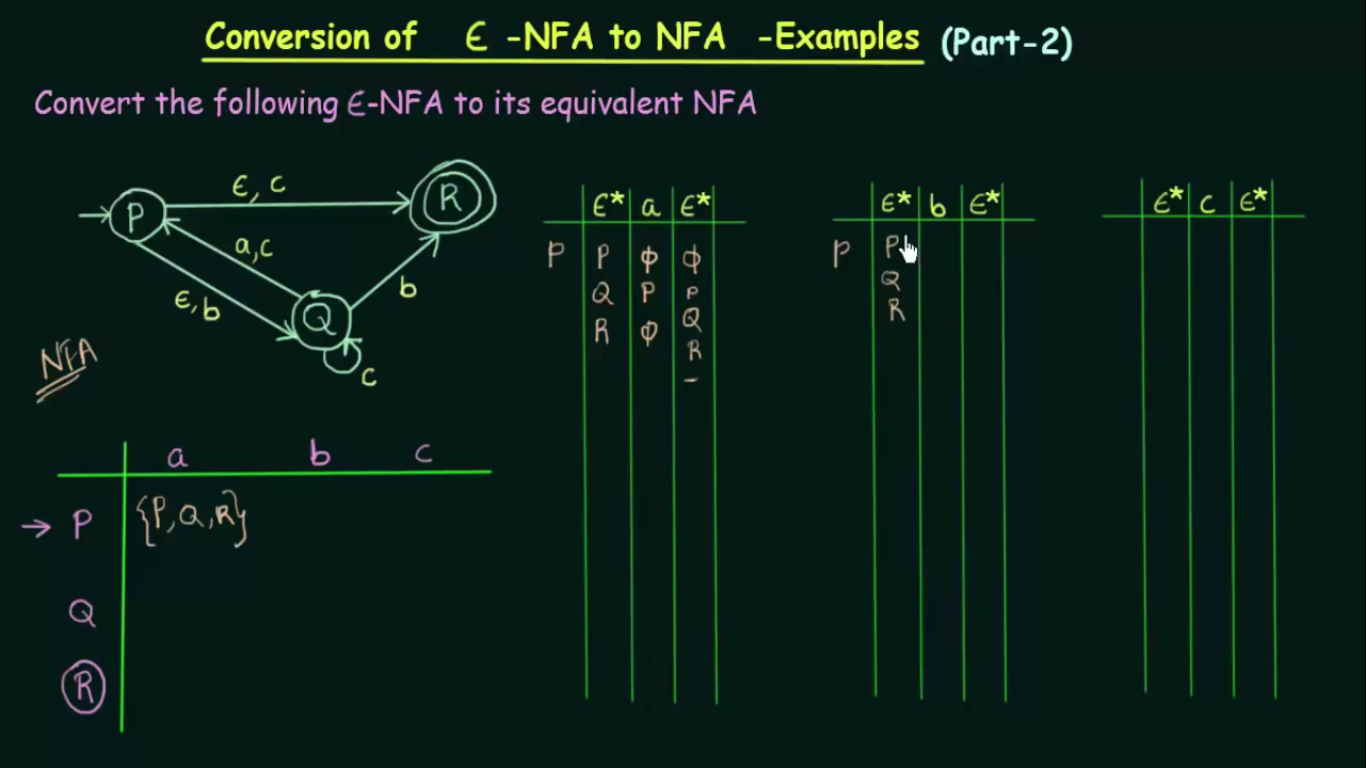 Conversion of ϵ -NFA to NFA -Examples (Part-2)
Convert the following ϵ-NFA to its equivalent NFA
P
ϵ, c
R
a,c
ϵ,b
Q
b
c
NFA
a b c
→ P {P,Q,R}
Q
R
ϵ* a ϵ*
P P ϕ ϕ
Q P P
Q
R ϕ R
–
ϵ* b ϵ*
P P
Q
R
ϵ* c ϵ*